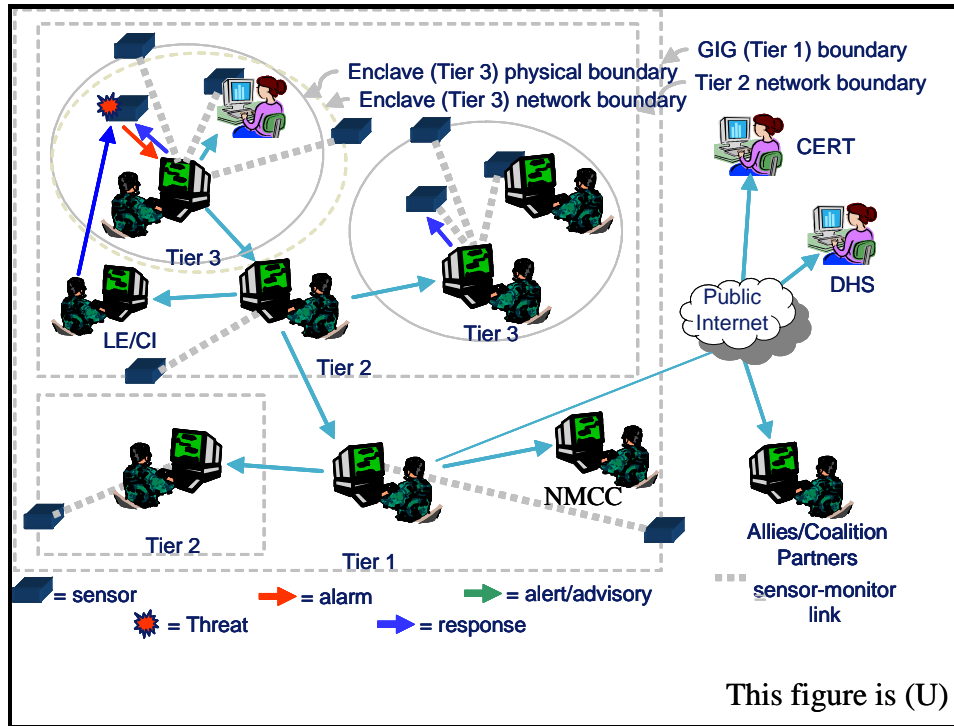 GIG (Tier 1) boundary
Enclave (Tier 3) physical boundary
Tier 2 network boundary
Enclave (Tier 3) network boundary
CERT
Tier 3
DHS
Public
Internet
LE/CI
Tier 3
Tier 2
NMCC
Allies/Coalition
Partners
Tier 2
Tier 1
= sensor
= alarm
= alert/advisory
= sensor-monitor
link
= Threat
= response
This figure is (U)